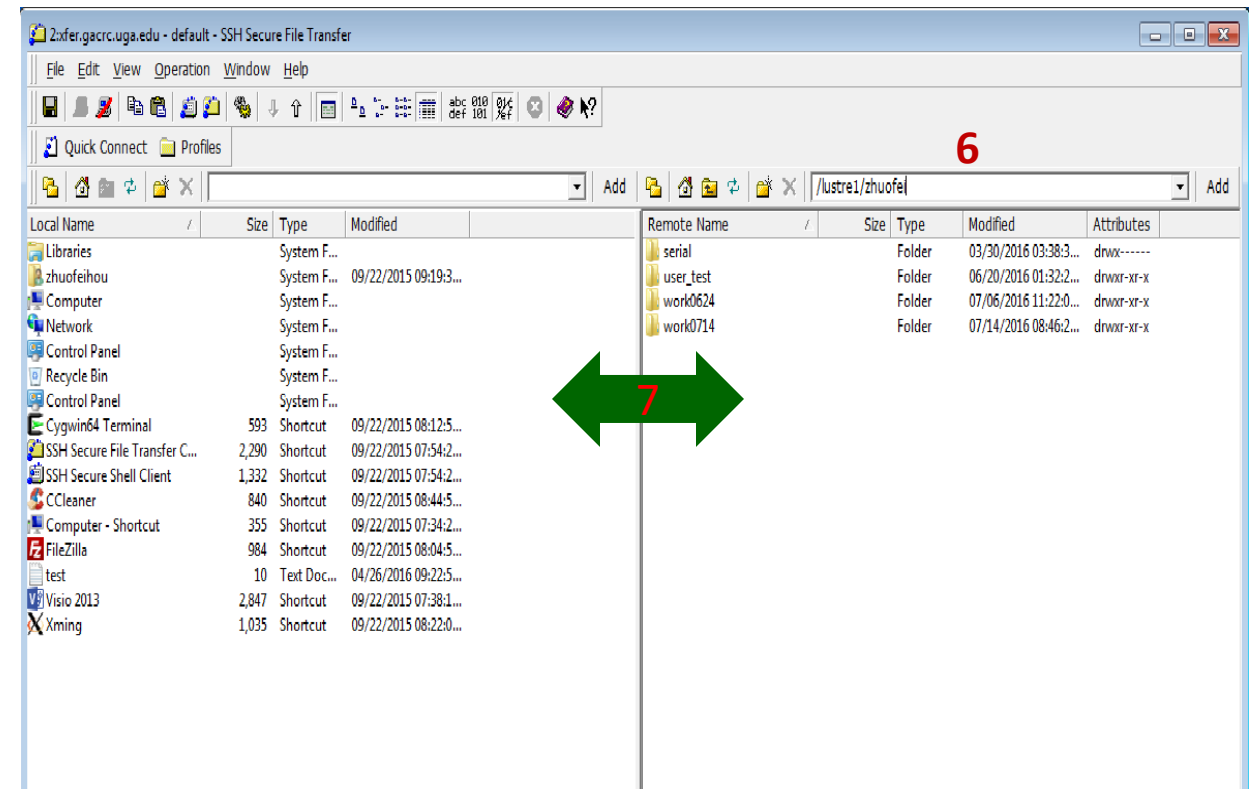 2:xfer.gacrc.uga.edu - default - SSH Secure File Transfer
File Edit View Operation Window Help
abc def 010 101
Quick Connect Profiles
6
Add /lustre1/zhuofei Add
Local Name / Size Type Modified Remote Name / Size Type Modified Attributes
Libraries System F... serial Folder 03/30/2016 03:38:3... drwx------
zhuofeihou System F... 09/22/2015 09:19:3... user_test Folder 06/20/2016 01:32:2... drwxr-xr-x
Computer System F... work0624 Folder 07/06/2016 11:22:0... drwxr-xr-x
Network System F... work0714 Folder 07/14/2016 08:46:2... drwxr-xr-x
Control Panel System F...
Recycle Bin System F...
7
Control Panel System F...
Cygwin64 Terminal 593 Shortcut 09/22/2015 08:12:5...
SSH Secure File Transfer C... 2,290 Shortcut 09/22/2015 07:54:2...
SSH Secure Shell Client 1,332 Shortcut 09/22/2015 07:54:2...
CCleaner 840 Shortcut 09/22/2015 08:44:5...
Computer - Shortcut 355 Shortcut 09/22/2015 07:34:2...
FileZilla 984 Shortcut 09/22/2015 08:04:5...
test 10 Text Doc... 04/26/2016 09:22:5...
Visio 2013 2,847 Shortcut 09/22/2015 07:38:1...
Xming 1,035 Shortcut 09/22/2015 08:22:0...